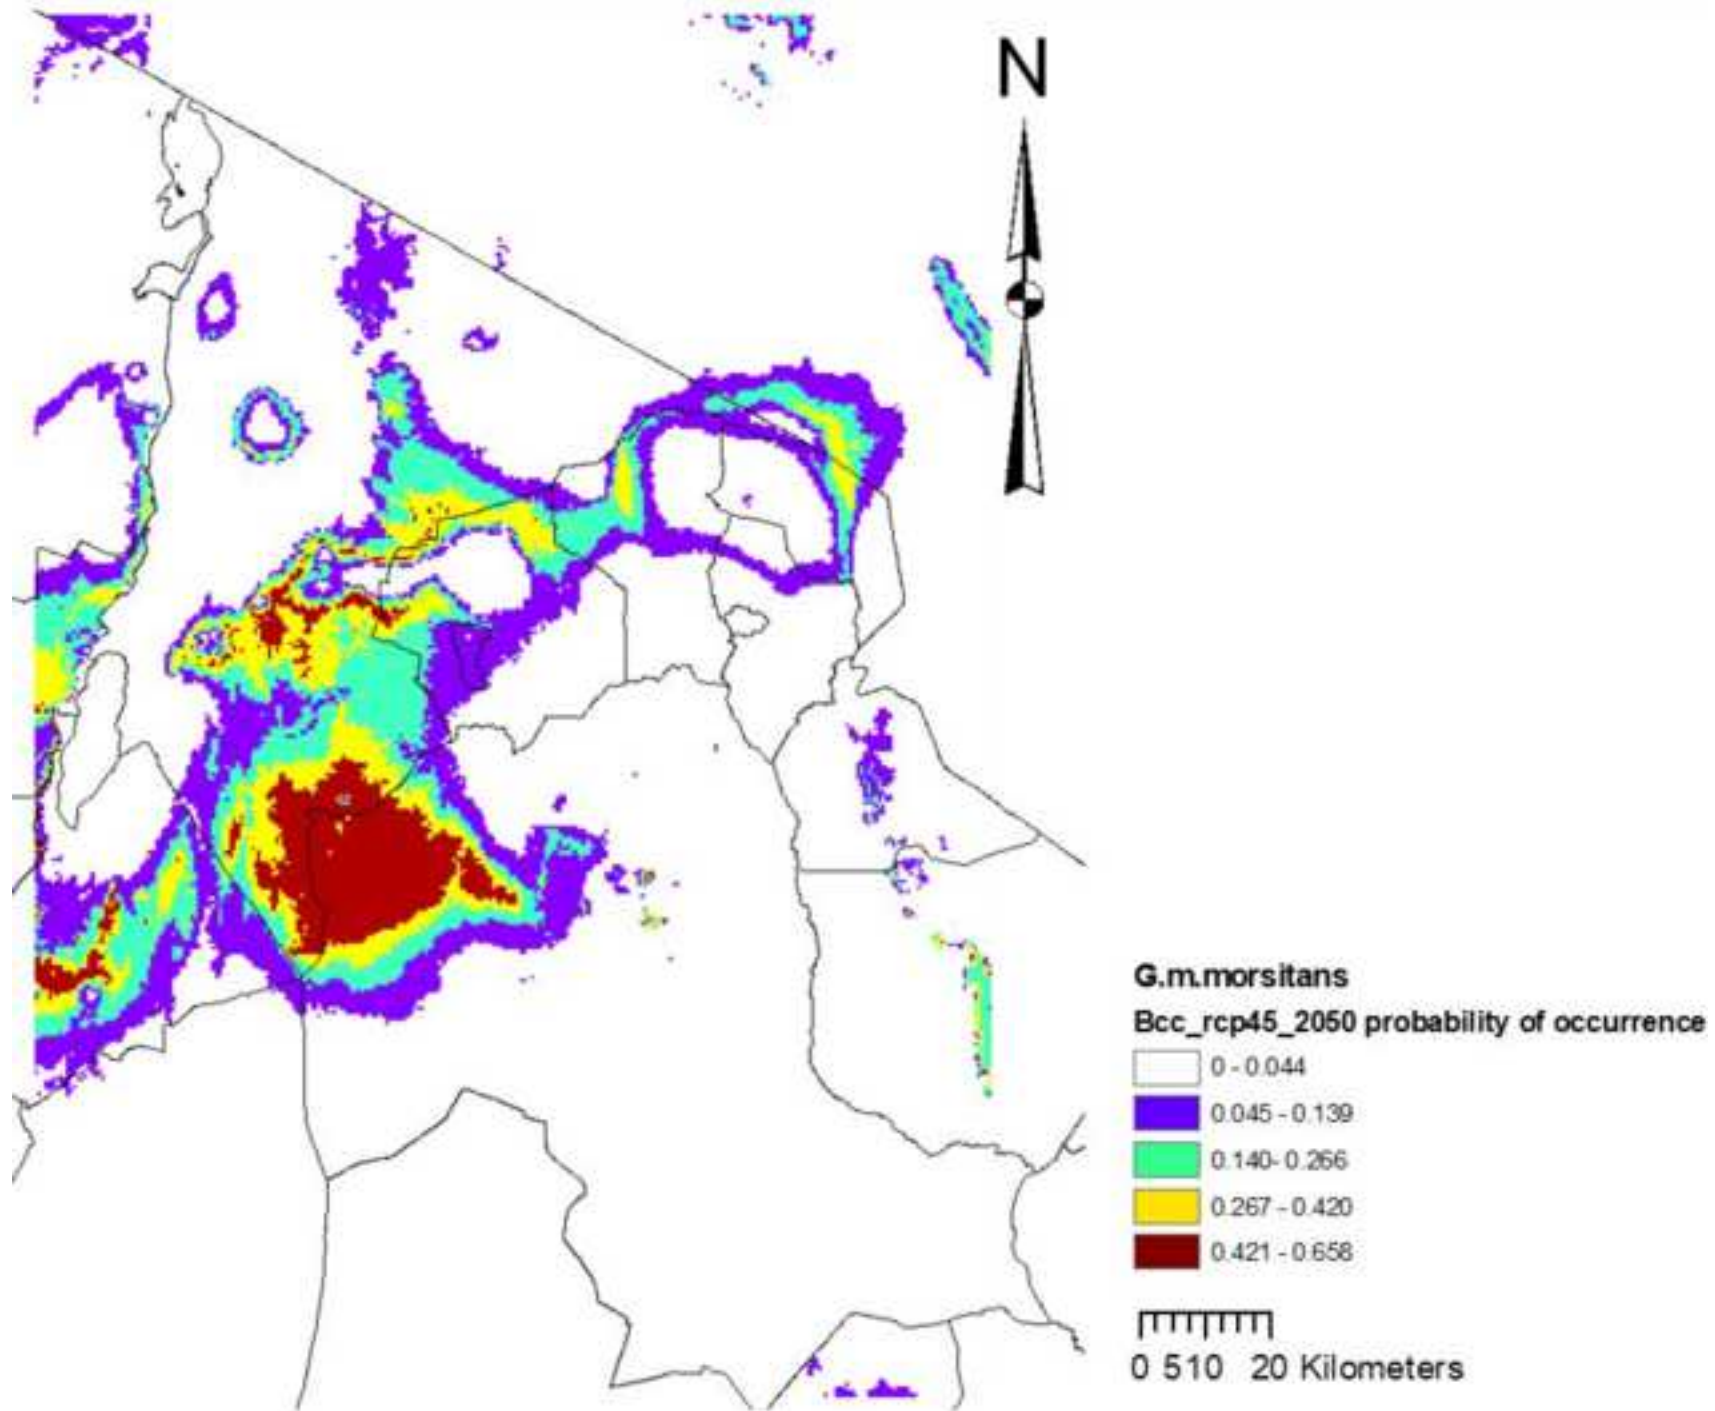 N
G.m.morsitans
Bcc_rcp45_2050 probability of occurrence
0 - 0.044
0.045 - 0.139
0.140- 0.266
0.267 - 0.420
0.421 - 0.658
0 510 20 Kilometers